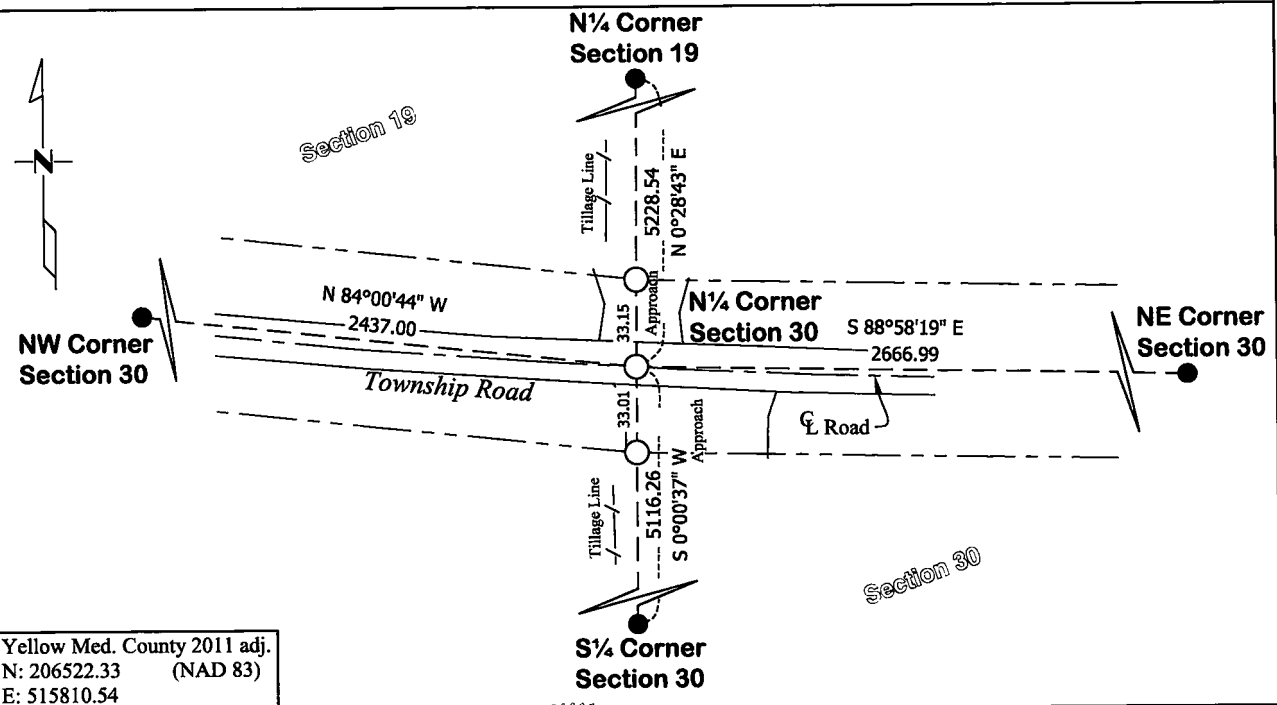 N¼ Corner
Section 19
N
Section 19
Tillage Line
5228.54
N 0°28'43" E
N 84°00'44" W
2437.00
33.15
Approach
N¼ Corner
Section 30
S 88°58'19" E
2666.99
NW Corner
Section 30
NE Corner
Section 30
Township Road
33.01
Approach
℄ Road
Tillage Line
5116.26
S 0°00'37" W
Section 30
S¼ Corner
Section 30
Yellow Med. County 2011 adj.
N: 206522.33 (NAD 83)
E: 515810.54